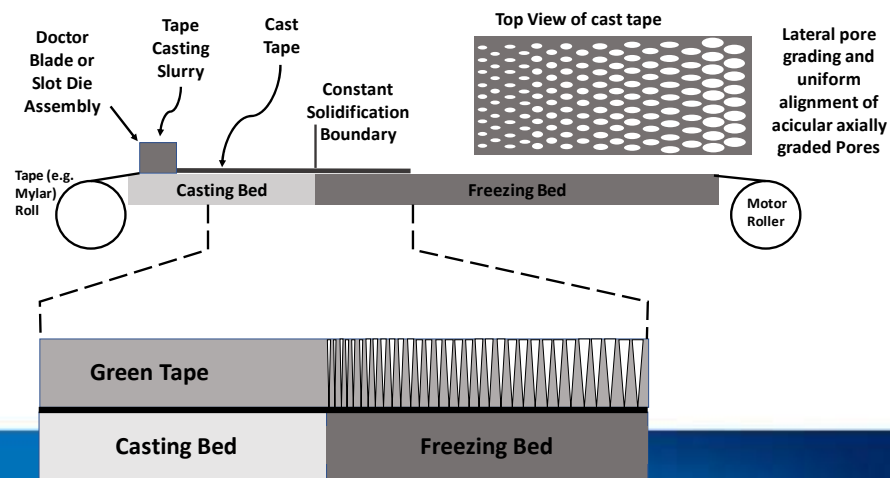 Top View of cast tape
Doctor
Blade or
Slot Die
Assembly
Tape
Casting
Slurry
Cast
Tape
Constant
Solidification
Boundary
Lateral pore
grading and
uniform
alignment of
acicular axially
graded Pores
Tape (e.g.
Mylar)
Roll
Casting Bed
Freezing Bed
Motor
Roller
Green Tape
Casting Bed
Freezing Bed